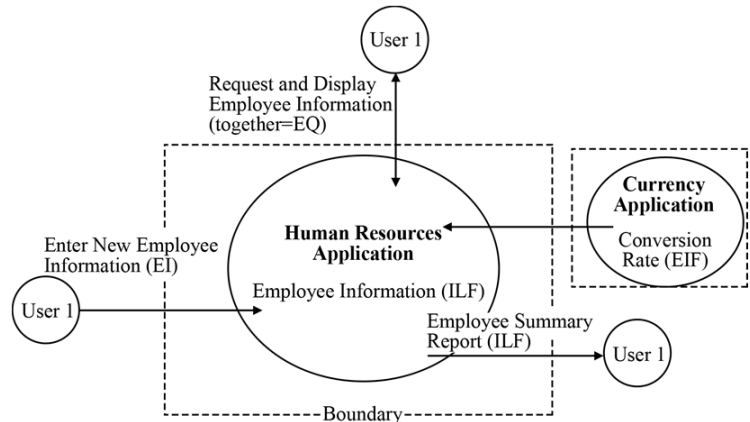 User 1
Request and Display
Employee Information
(together=EQ)
Currency
Application
Conversion
Rate (EIF)
Human Resources
Application
Employee Information (ILF)
Enter New Employee
Information (EI)
User 1
Employee Summary
Report (ILF)
User 1
Boundary